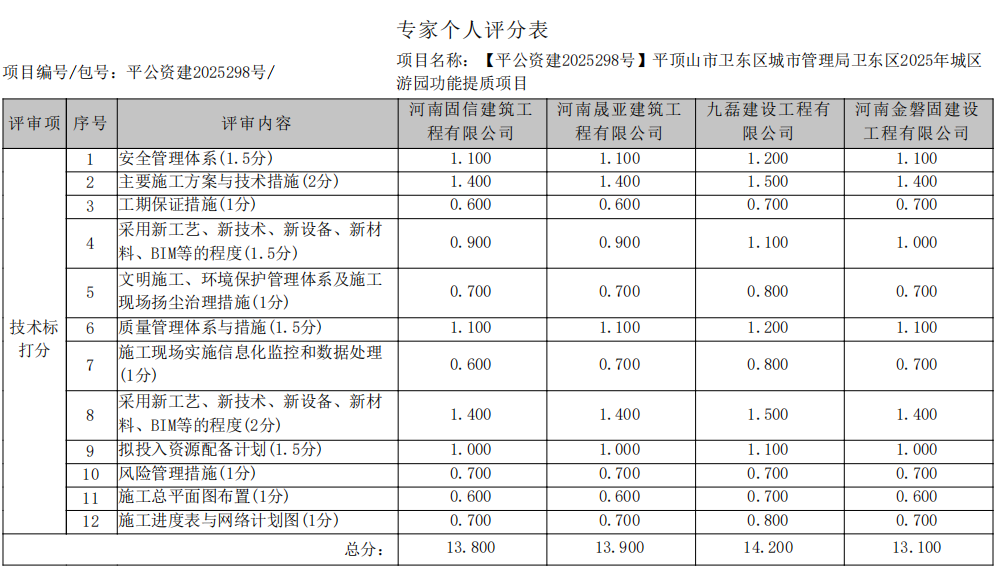 专家个人评分表
项目编号/包号：平公资建2025298号/
项目名称：【平公资建2025298号】平顶山市卫东区城市管理局卫东区2025年城区
游园功能提质项目
评审项 序号 评审内容 河南固信建筑工程有限公司 河南晟亚建筑工程有限公司 九磊建设工程有限公司 河南金磐固建设工程有限公司
技术标打分
1 安全管理体系(1.5分) 1.100 1.100 1.200 1.100
2 主要施工方案与技术措施(2分) 1.400 1.400 1.500 1.400
3 工期保证措施(1分) 0.600 0.600 0.700 0.700
4 采用新工艺、新技术、新设备、新材料、BIM等的程度(1.5分) 0.900 0.900 1.100 1.000
5 文明施工、环境保护管理体系及施工现场扬尘治理措施(1分) 0.700 0.700 0.800 0.700
6 质量管理体系与措施(1.5分) 1.100 1.100 1.200 1.100
7 施工现场实施信息化监控和数据处理(1分) 0.600 0.700 0.800 0.700
8 采用新工艺、新技术、新设备、新材料、BIM等的程度(2分) 1.400 1.400 1.500 1.400
9 拟投入资源配备计划(1.5分) 1.000 1.000 1.100 1.000
10 风险管理措施(1分) 0.700 0.700 0.700 0.700
11 施工总平面图布置(1分) 0.600 0.600 0.700 0.600
12 施工进度表与网络计划图(1分) 0.700 0.700 0.800 0.700
总分： 13.800 13.900 14.200 13.100